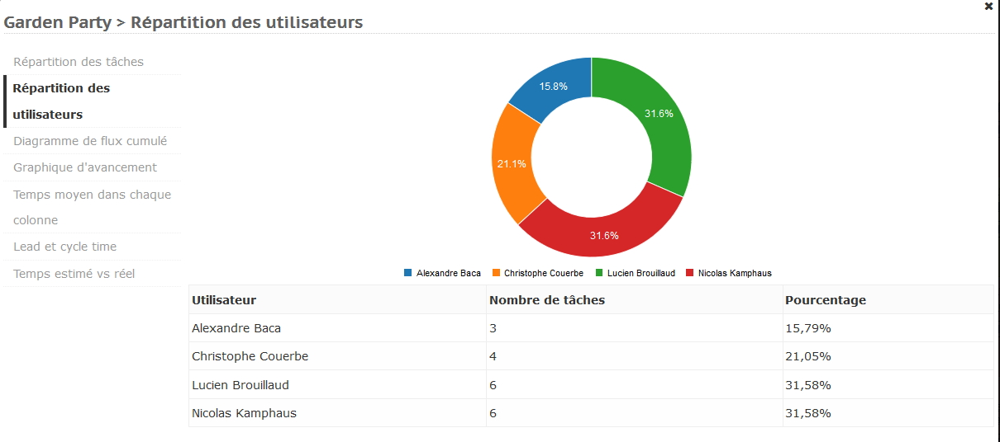 ✖
Garden Party > Répartition des utilisateurs
Répartition des tâches
Répartition des
utilisateurs
Diagramme de flux cumulé
Graphique d'avancement
Temps moyen dans chaque
colonne
Lead et cycle time
Temps estimé vs réel
15.8%
31.6%
21.1%
31.6%
Alexandre Baca Christophe Couerbe Lucien Brouillaud Nicolas Kamphaus
Utilisateur Nombre de tâches Pourcentage
Alexandre Baca 3 15,79%
Christophe Couerbe 4 21,05%
Lucien Brouillaud 6 31,58%
Nicolas Kamphaus 6 31,58%